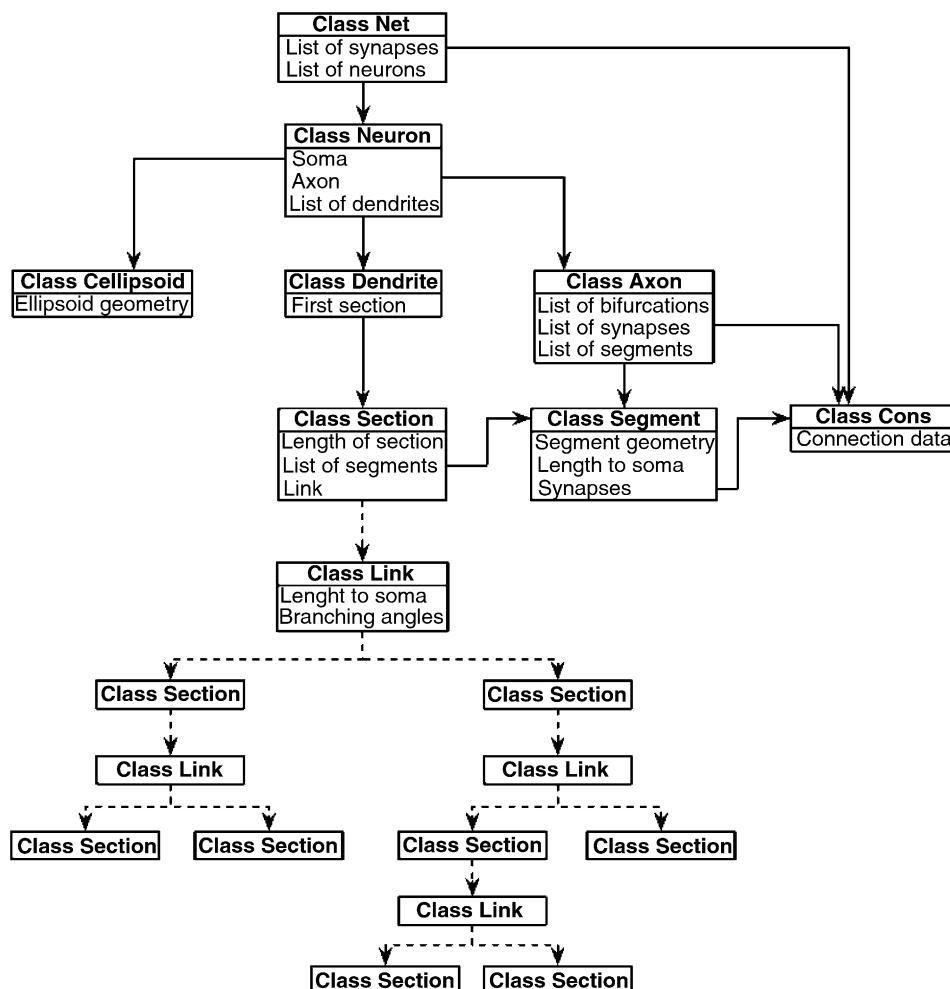 Class Net
List of synapses
List of neurons
Class Neuron
Soma
Axon
List of dendrites
Class Cellipsoid
Ellipsoid geometry
Class Dendrite
First section
Class Axon
List of bifurcations
List of synapses
List of segments
Class Section
Length of section
List of segments
Link
Class Segment
Segment geometry
Length to soma
Synapses
Class Cons
Connection data
Class Link
Lenght to soma
Branching angles
Class Section
Class Section
Class Link
Class Link
Class Section
Class Section
Class Section
Class Section
Class Link
Class Section
Class Section